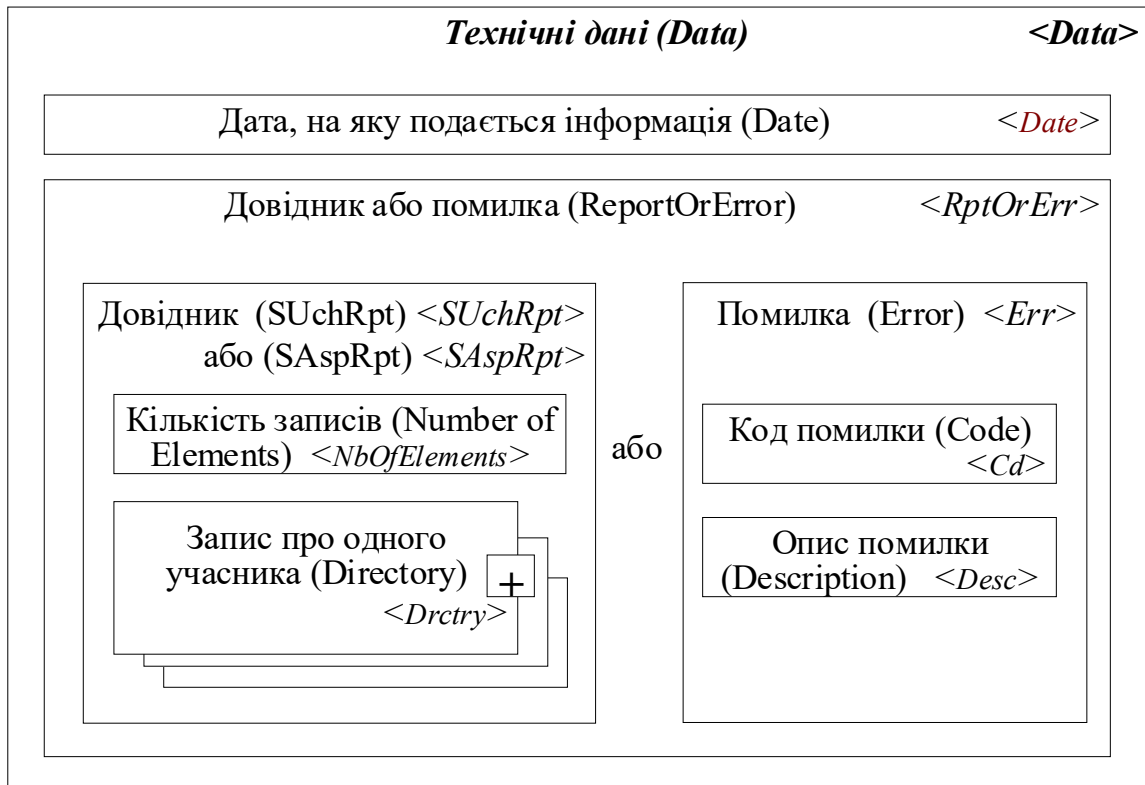 Технічні дані (Data) <Data>
Дата, на яку подається інформація (Date) <Date>
Довідник або помилка (ReportOrError) <RptOrErr>
Довідник (SUchRpt) <SUchRpt>
або (SAspRpt) <SAspRpt>
Кількість записів (Number of
Elements) <NbOfElements>
Запис про одного
учасника (Directory)
+
<Drctry>
або
Помилка (Error) <Err>
Код помилки (Code)
<Cd>
Опис помилки
(Description) <Desc>